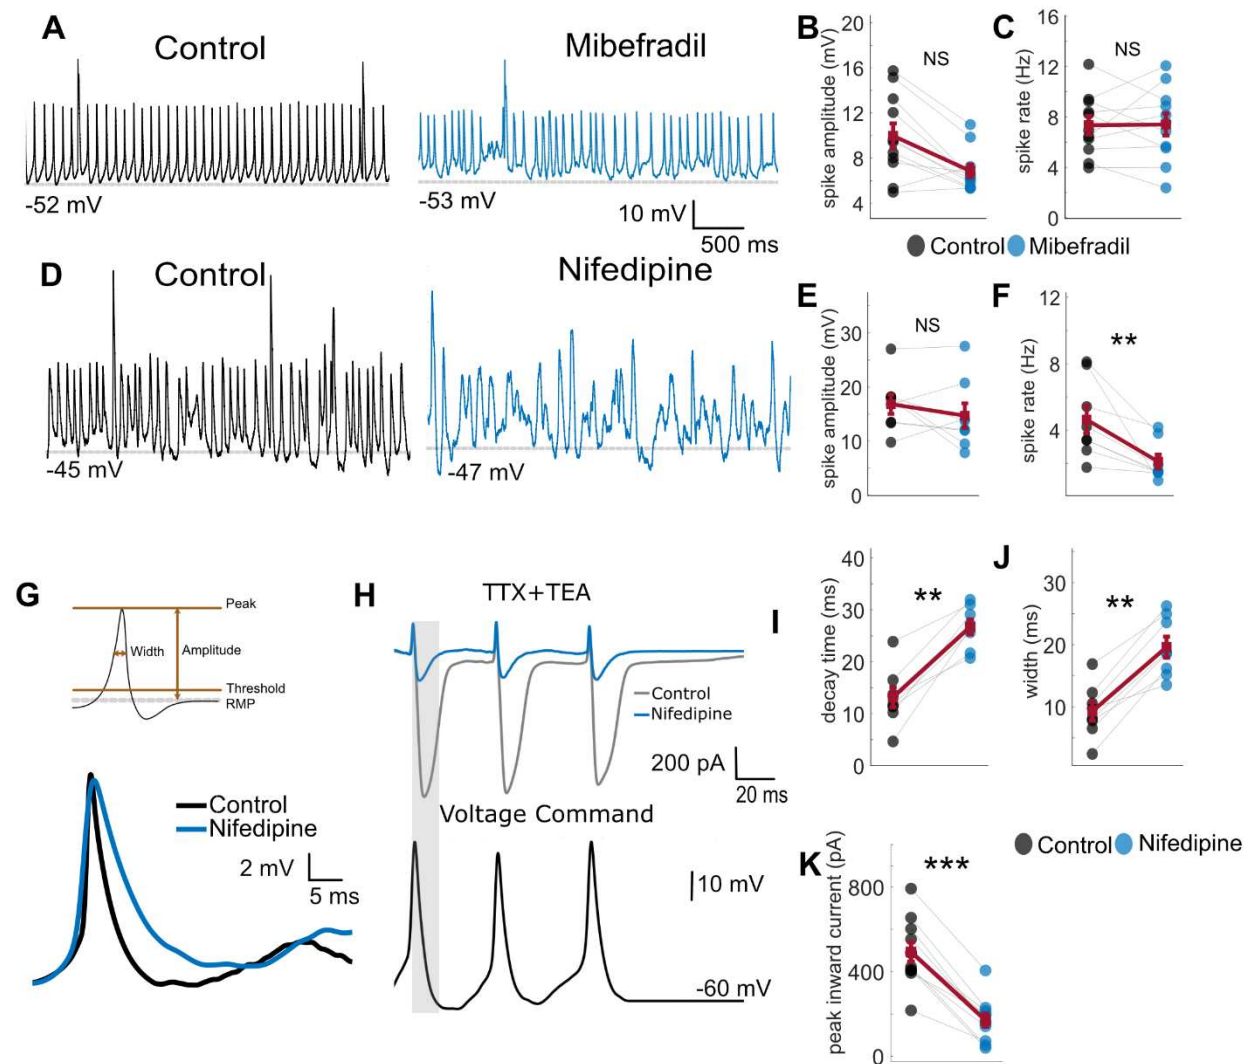 A
Control
Mibefradil
-52 mV
-53 mV
10 mV
500 ms
B
spike amplitude (mV)
20
16
12
8
4
NS
C
spike rate (Hz)
16
12
8
4
0
NS
Control Mibefradil
D
Control
Nifedipine
-45 mV
-47 mV
E
spike amplitude (mV)
30
20
10
0
NS
F
spike rate (Hz)
12
8
4
**
G
Peak
Width
Amplitude
Threshold
RMP
Control
Nifedipine
2 mV
5 ms
H
TTX+TEA
Control
Nifedipine
200 pA
20 ms
Voltage Command
10 mV
-60 mV
I
decay time (ms)
40
30
20
10
0
**
J
width (ms)
30
20
10
**
Control Nifedipine
K
peak inward current (pA)
800
400
0
***